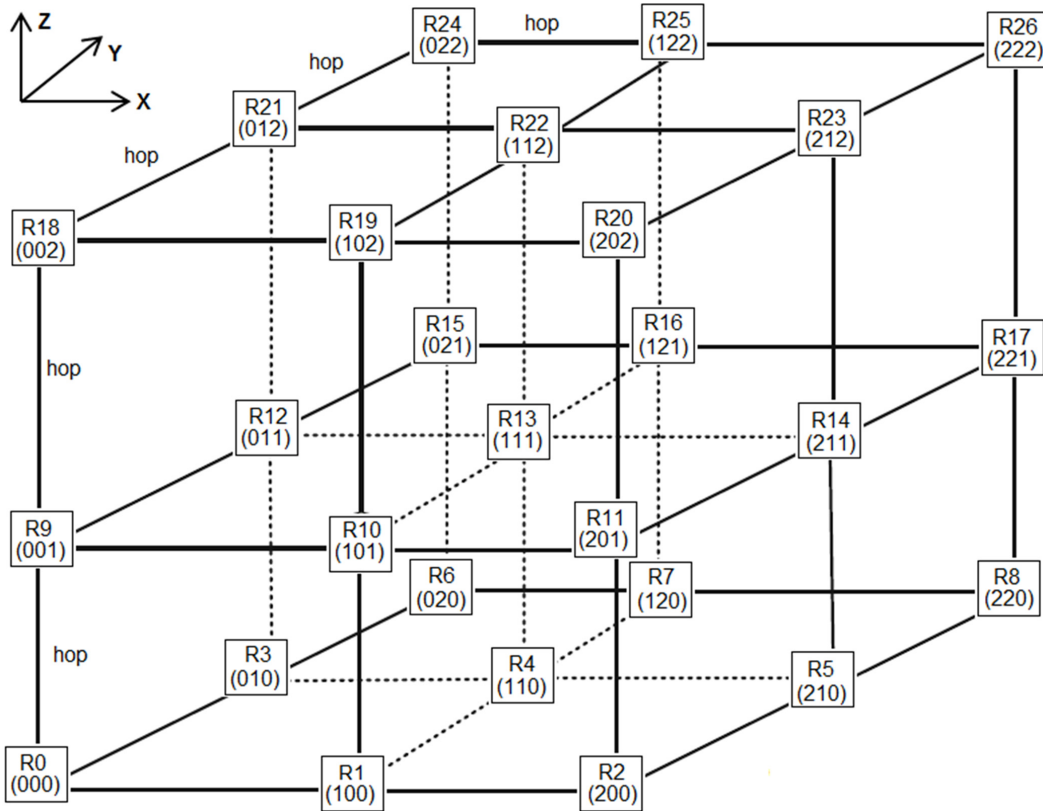 Z
Y
X
R24
(022)
hop
R25
(122)
R26
(222)
hop
R21
(012)
R22
(112)
R23
(212)
hop
R18
(002)
R19
(102)
R20
(202)
R15
(021)
R16
(121)
R17
(221)
hop
R12
(011)
R13
(111)
R14
(211)
R9
(001)
R10
(101)
R11
(201)
R6
(020)
R7
(120)
R8
(220)
hop
R3
(010)
R4
(110)
R5
(210)
R0
(000)
R1
(100)
R2
(200)